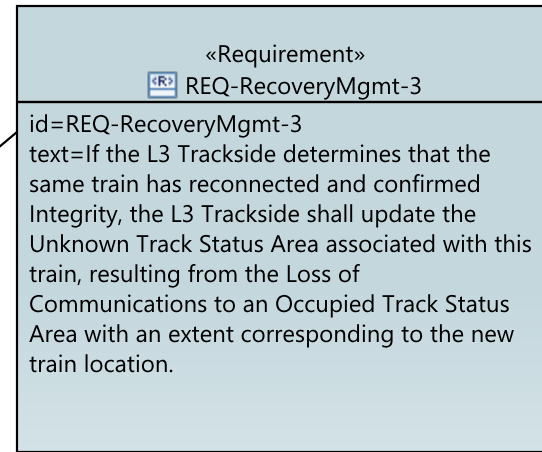 «Requirement»
<R> REQ-RecoveryMgmt-3
id=REQ-RecoveryMgmt-3
text=If the L3 Trackside determines that the
same train has reconnected and confirmed
Integrity, the L3 Trackside shall update the
Unknown Track Status Area associated with this
train, resulting from the Loss of
Communications to an Occupied Track Status
Area with an extent corresponding to the new
train location.